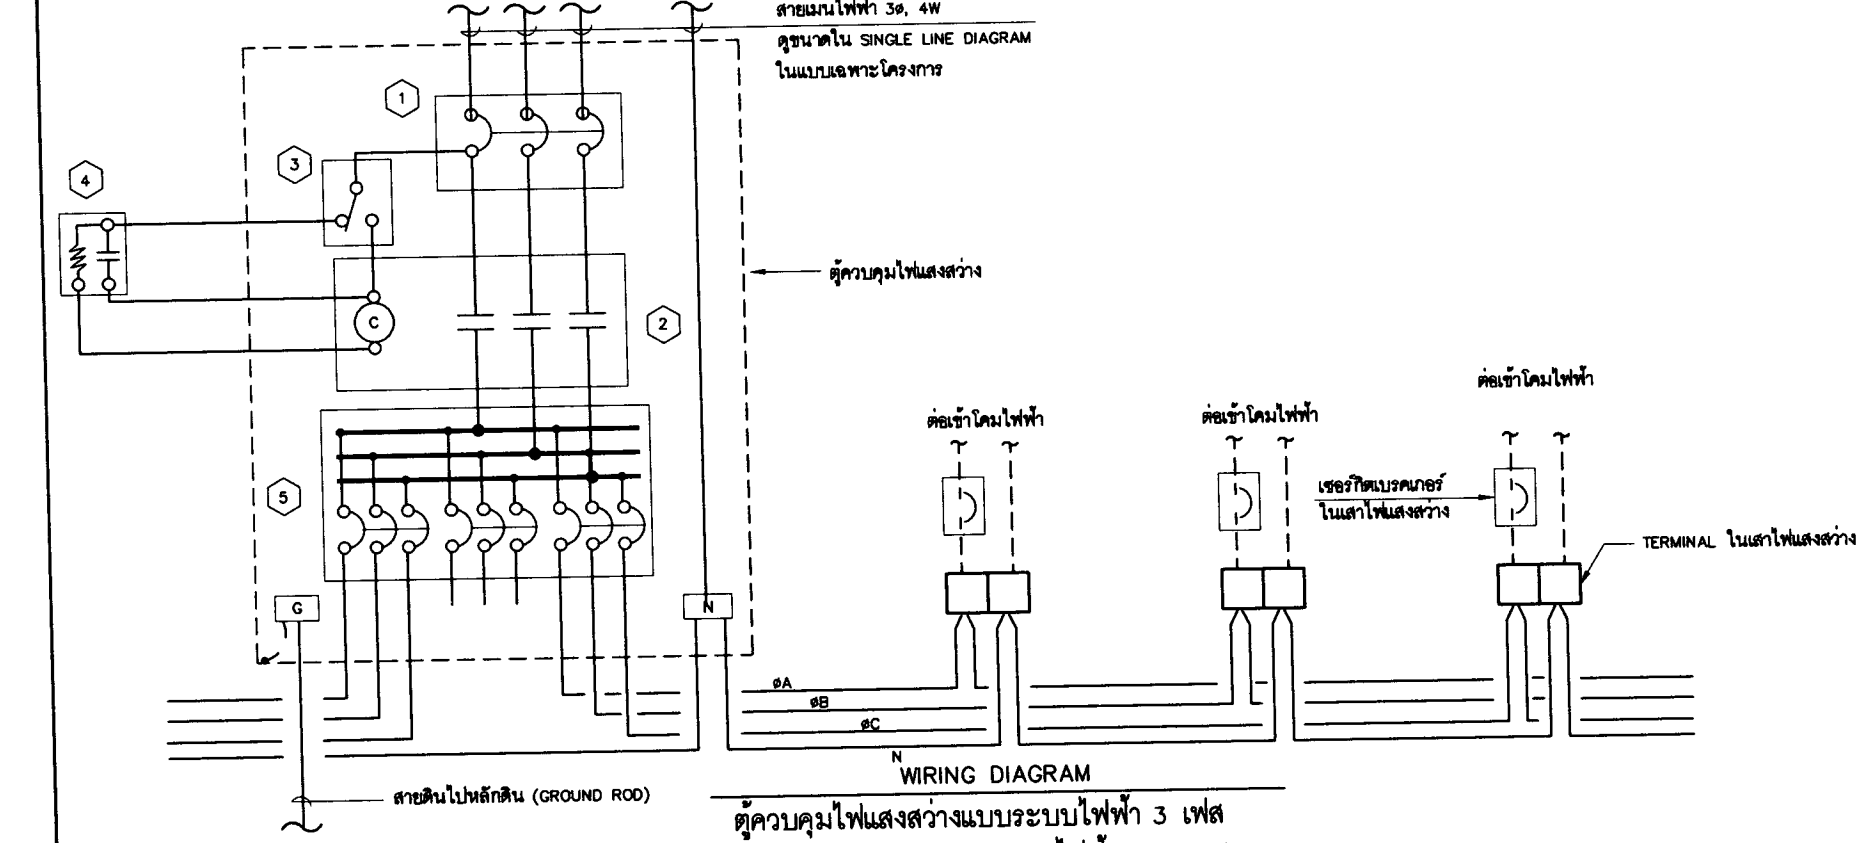 สายเมนไฟฟ้า 3ø, 4W
ดูขนาดใน SINGLE LINE DIAGRAM
ในแบบเฉพาะโครงการ
1
3
4
ตู้ควบคุมไฟแสงสว่าง
C
2
ต่อเข้าโคมไฟฟ้า
ต่อเข้าโคมไฟฟ้า
ต่อเข้าโคมไฟฟ้า
5
เซอร์กิตเบรคเกอร์
ในเสาไฟแสงสว่าง
TERMINAL ในเสาไฟแสงสว่าง
G
N
øA
øB
øC
N
WIRING DIAGRAM
สายดินไปหลักดิน (GROUND ROD)
ตู้ควบคุมไฟแสงสว่างแบบระบบไฟฟ้า 3 เฟส